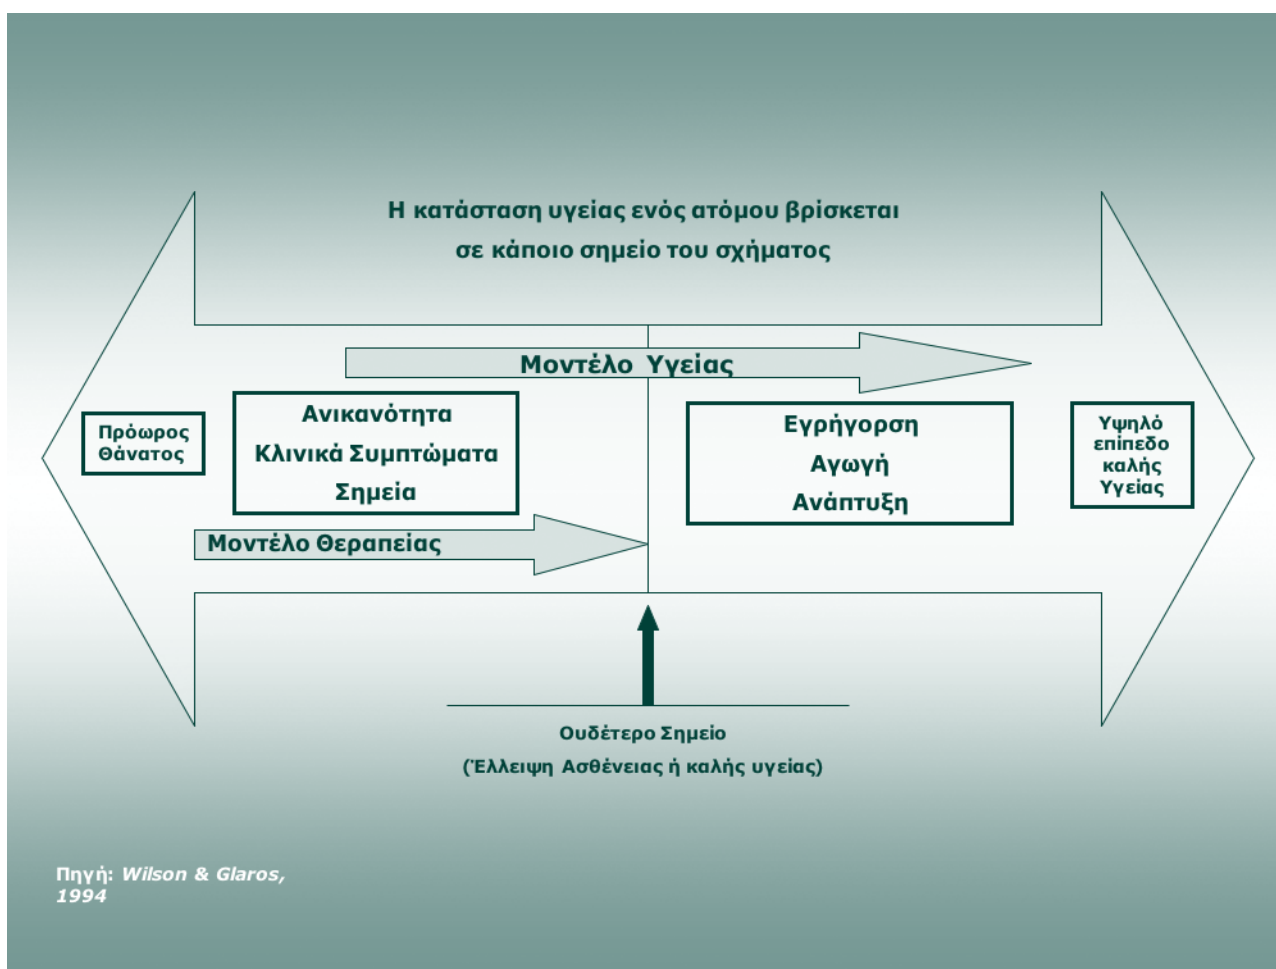 Η κατάσταση υγείας ενός ατόμου βρίσκεται
σε κάποιο σημείο του σχήματος
Μοντέλο Υγείας
Πρόωρος
Θάνατος
Ανικανότητα
Κλινικά Συμπτώματα
Σημεία
Εγρήγορση
Αγωγή
Ανάπτυξη
Υψηλό
επίπεδο
καλής
Υγείας
Μοντέλο Θεραπείας
Ουδέτερο Σημείο
(Έλλειψη Ασθένειας ή καλής υγείας)
Πηγή: Wilson & Glaros,
1994